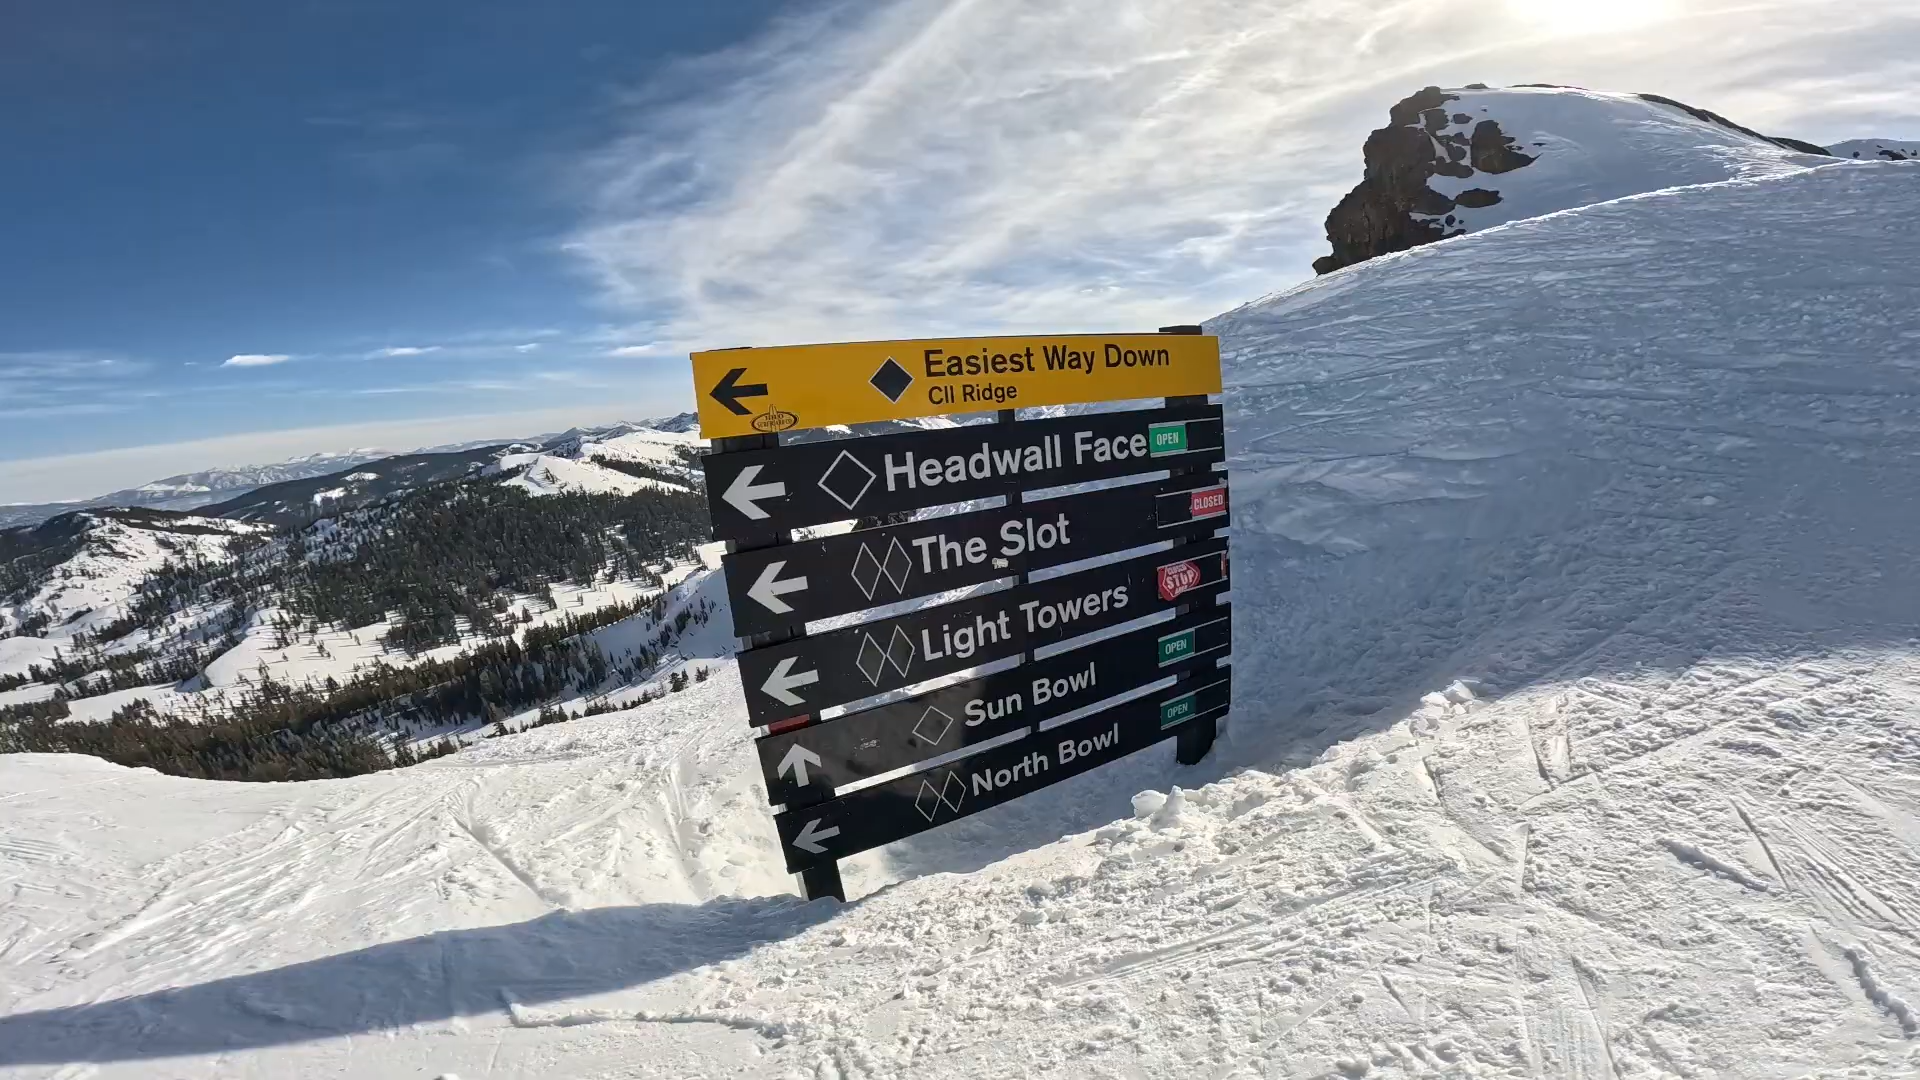 Easiest Way Down
CII Ridge
Headwall Face OPEN
The Slot CLOSED
Light Towers STOP
Sun Bowl OPEN
North Bowl OPEN